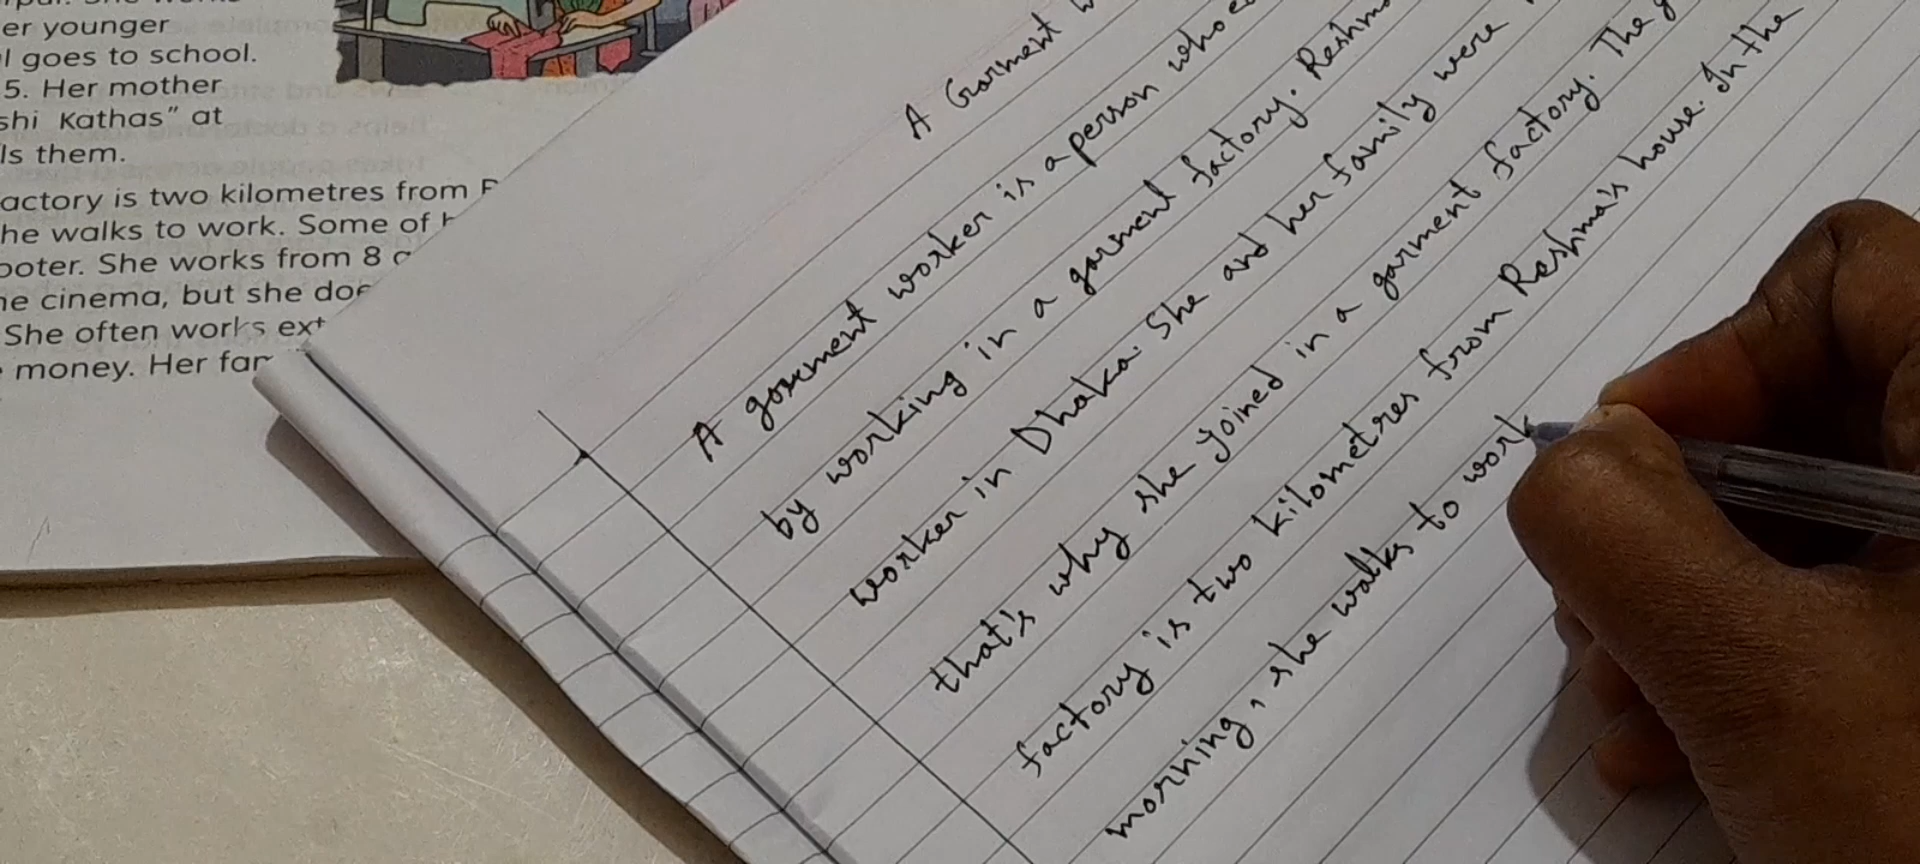 er younger
l goes to school.
5. Her mother
shi Kathas" at
ls them.
actory is two kilometres from
he walks to work. Some of
ooter. She works from 8
he cinema, but she doe
She often works ext
money. Her far
A Garment
A gorement worker is a person who
by working in a garment factory. Reshm
worker in Dhaka. She and her family were
that's why she joined in a garment factory. The g
factory is two kilometres from Reshma's house. In the
morning, she walks to work